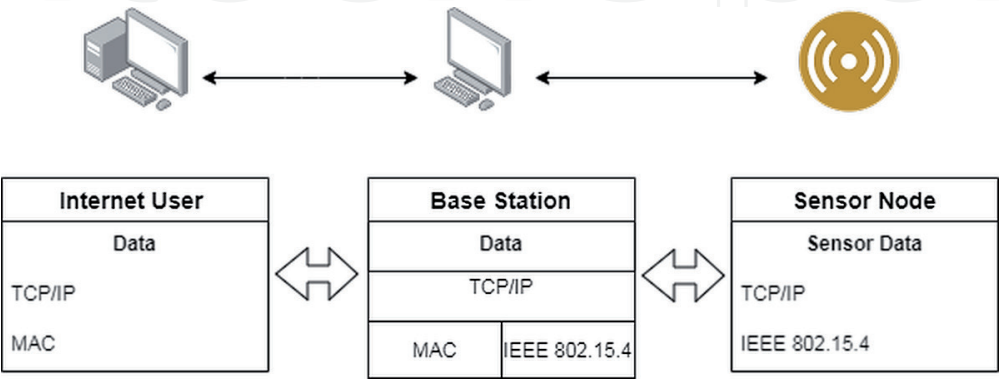 Internet User
Data
TCP/IP
MAC
Base Station
Data
TCP/IP
MAC
IEEE 802.15.4
Sensor Node
Sensor Data
TCP/IP
IEEE 802.15.4